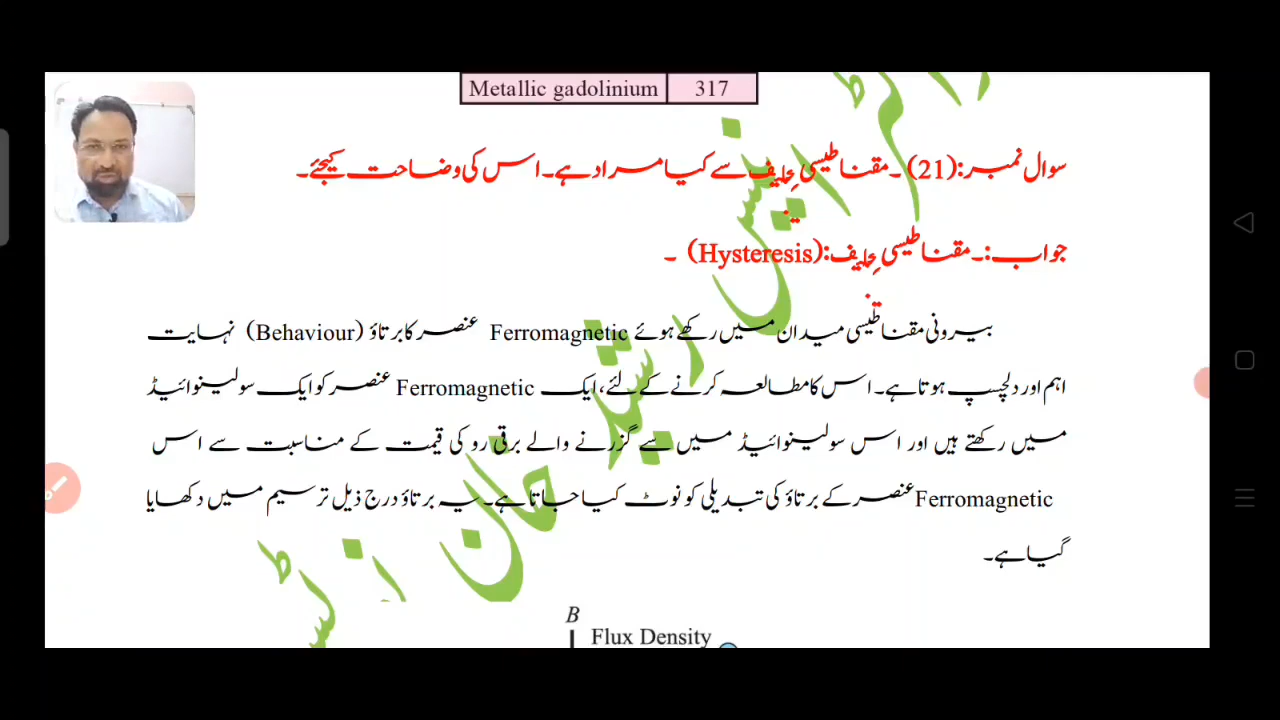 Metallic gadolinium 317
سوال نمبر:(21)۔مقناطیسی سے کیا مراد ہے۔اس کی وضاحت کیجئے۔
جواب:۔مقناطیسی :(Hysteresis) ۔
بیرونی مقناطیسی میدان میں رکھے ہوئے Ferromagnetic عنصر کا برتاؤ (Behaviour) نہایت
اہم اور دلچسپ ہوتا ہے۔اس کا مطالعہ کرنے کے لئے،ایک Ferromagnetic عنصر کو ایک سولینوائیڈ
میں رکھتے ہیں اور اس سولینوائیڈ میں سے گزرنے والے برقی رو کی قیمت کے مناسبت سے اس
Ferromagnetic عنصر کے برتاؤ کی تبدیلی کو نوٹ کیا جاتا ہے۔یہ برتاؤ درج ذیل ترسیم میں دکھایا
گیا ہے۔
B
Flux Density